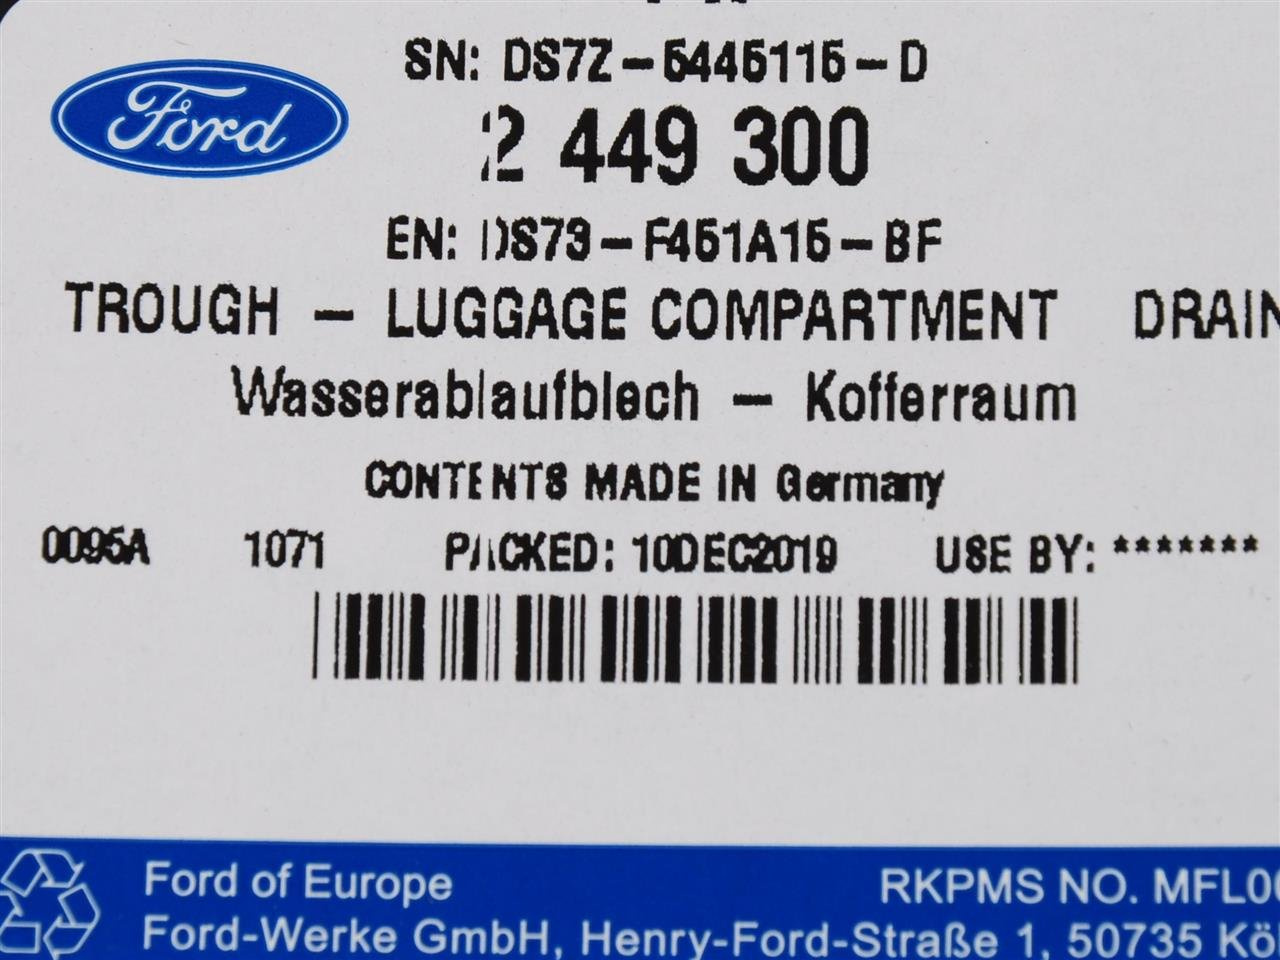 Ford
SN: DS7Z-5445115-D
2 449 300
EN: DS73-F451A15-BF
TROUGH - LUGGAGE COMPARTMENT DRAIN
Wasserablaufblech - Kofferraum
CONTENTS MADE IN Germany
0095A 1071 PACKED: 10DEC2019 USE BY: *******
Ford of Europe RKPMS NO. MFL00
Ford-Werke GmbH, Henry-Ford-Straße 1, 50735 Kö